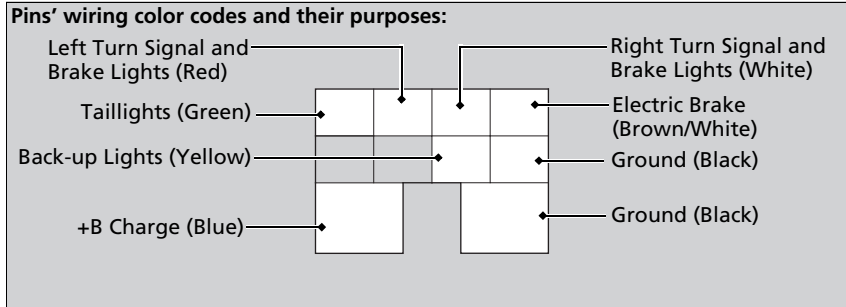 Pins' wiring color codes and their purposes:
Left Turn Signal and
Brake Lights (Red)
Right Turn Signal and
Brake Lights (White)
Taillights (Green)
Electric Brake
(Brown/White)
Back-up Lights (Yellow)
Ground (Black)
+B Charge (Blue)
Ground (Black)